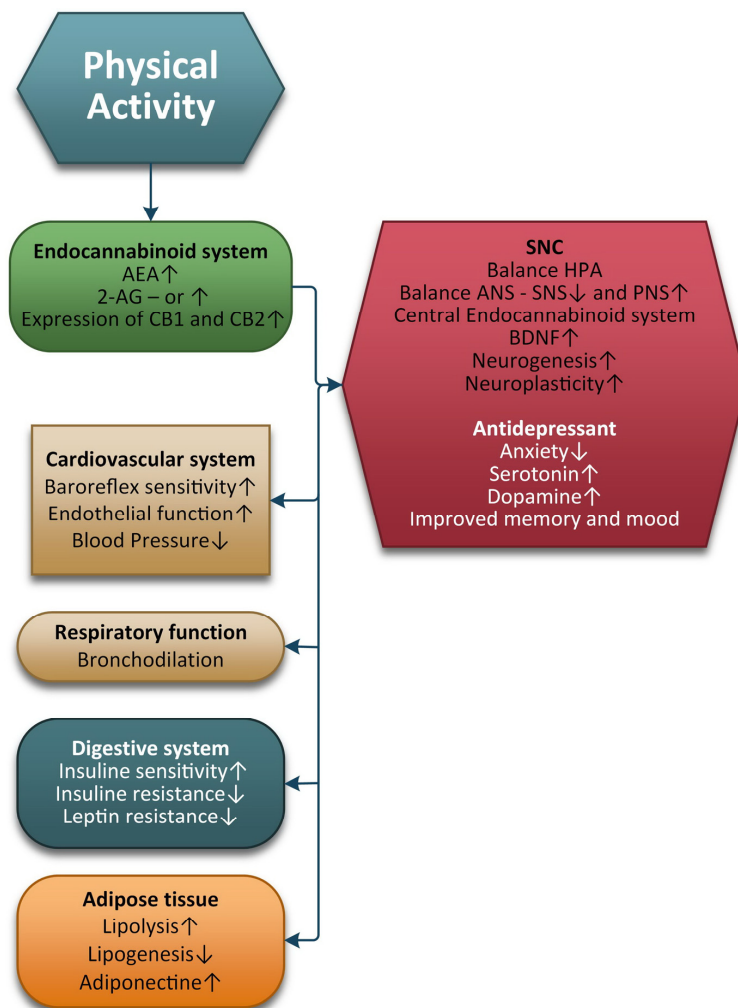 Physical
Activity
Endocannabinoid system
AEA↑
2-AG – or ↑
Expression of CB1 and CB2↑
SNC
Balance HPA
Balance ANS - SNS↓ and PNS↑
Central Endocannabinoid system
BDNF↑
Neurogenesis↑
Neuroplasticity↑
Antidepressant
Anxiety↓
Serotonin↑
Dopamine↑
Improved memory and mood
Cardiovascular system
Baroreflex sensitivity↑
Endothelial function↑
Blood Pressure↓
Respiratory function
Bronchodilation
Digestive system
Insuline sensitivity↑
Insuline resistance↓
Leptin resistance↓
Adipose tissue
Lipolysis↑
Lipogenesis↓
Adiponectine↑